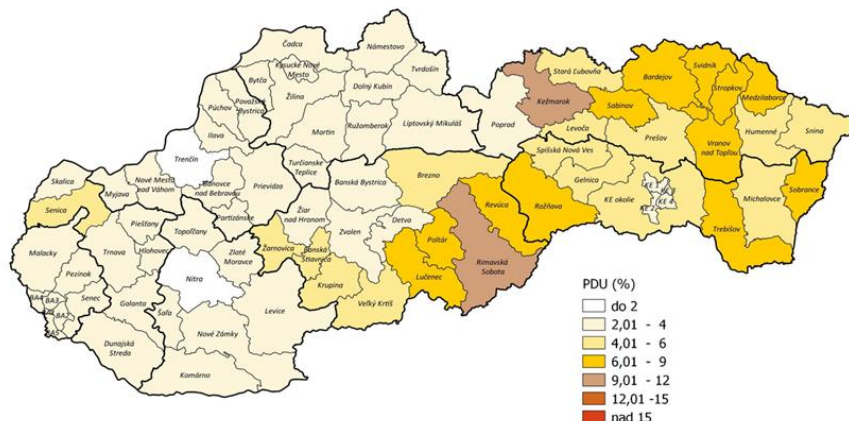 Čadca
Námestovo
Kysucké Nové
Mesto
Tvrdošín
Bytča
Žilina
Dolný Kubín
Púchov
Považská
Bystrica
Ilava
Martin
Ružomberok
Liptovský Mikuláš
Poprad
Kežmarok
Stará Ľubovňa
Bardejov
Svidník
Stropkov
Medzilaborce
Sabinov
Levoča
Prešov
Vranov
nad Topľou
Humenné
Snina
Trenčín
Turčianske
Teplice
Spišská Nová Ves
Gelnica
KE okolie
KE 4
Michalovce
Sobrance
Trebišov
Skalica
Senica
Myjava
Nové Mesto
nad Váhom
Bánovce
nad Bebravou
Prievidza
Partizánske
Banská Bystrica
Brezno
Žiar
nad Hronom
Zvolen
Detva
Revúca
Rožňava
Piešťany
Topoľčany
Žarnovica
Banská
Štiavnica
Poltár
Rimavská
Sobota
Lučenec
Malacky
Trnava
Hlohovec
Zlaté
Moravce
Nitra
Krupina
Veľký Krtíš
Pezinok
Senec
Galanta
Šaľa
Levice
BA4
BA3
BA2
BA5
Dunajská
Streda
Nové Zámky
Komárno
PDU (%)
do 2
2,01 - 4
4,01 - 6
6,01 - 9
9,01 - 12
12,01 -15
nad 15